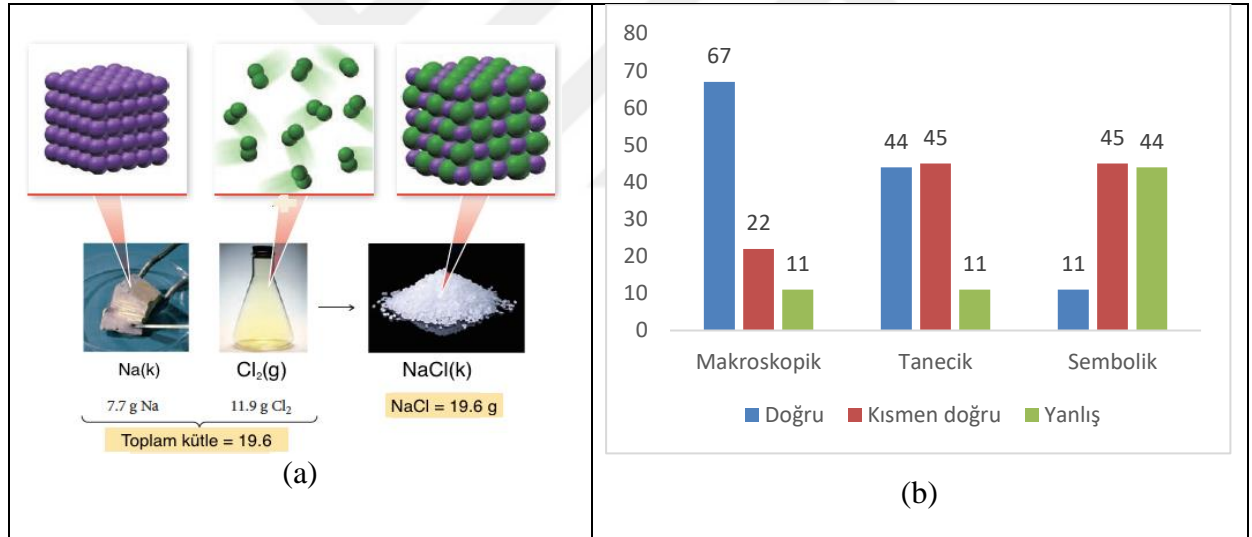 Na(k)
Cl₂(g)
NaCl(k)
7.7 g Na
11.9 g Cl₂
NaCl = 19.6 g
Toplam kütle = 19.6
(a)
80
70
60
50
40
30
20
10
0
67
22
11
44
45
11
11
45
44
Makroskopik
Tanecik
Sembolik
Doğru
Kısmen doğru
Yanlış
(b)